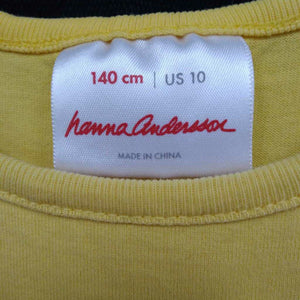 140 cm | US 10
hanna andersson
MADE IN CHINA